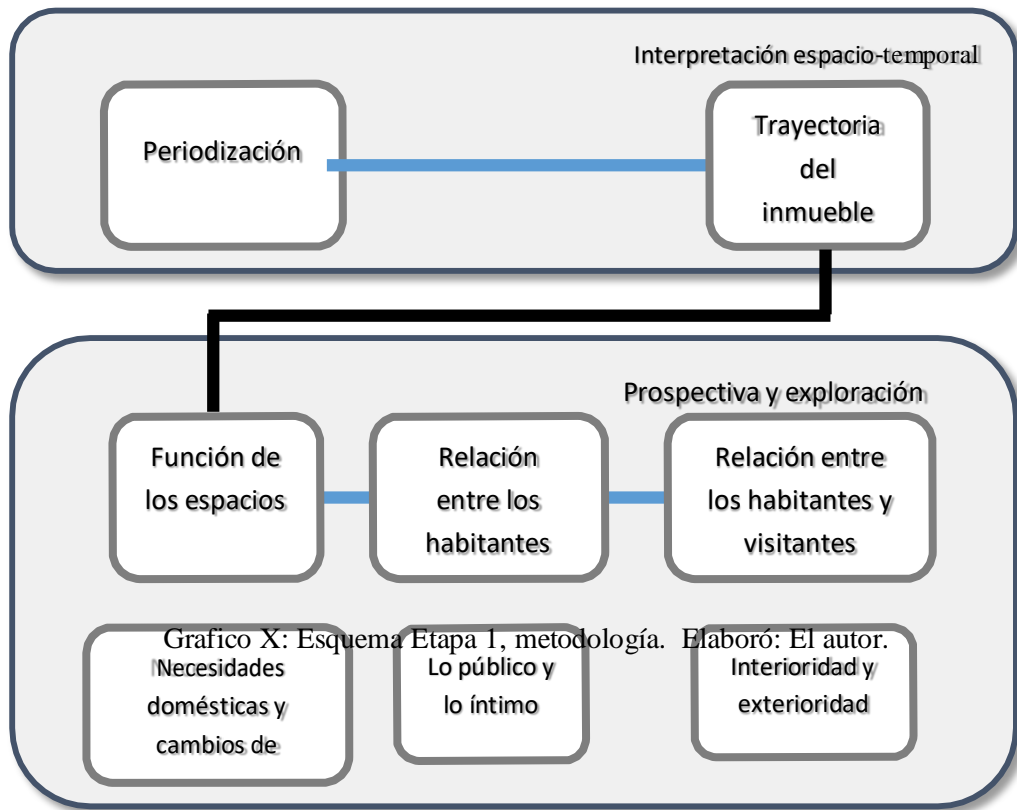 Interpretación espacio-temporal
Periodización
Trayectoria
del
inmueble
Prospectiva y exploración
Función de
los espacios
Relación
entre los
habitantes
Relación entre
los habitantes y
visitantes
Grafico X: Esquema Etapa 1, metodología. Elaboró: El autor.
Necesidades
domésticas y
cambios de
Lo público y
lo íntimo
Interioridad y
exterioridad